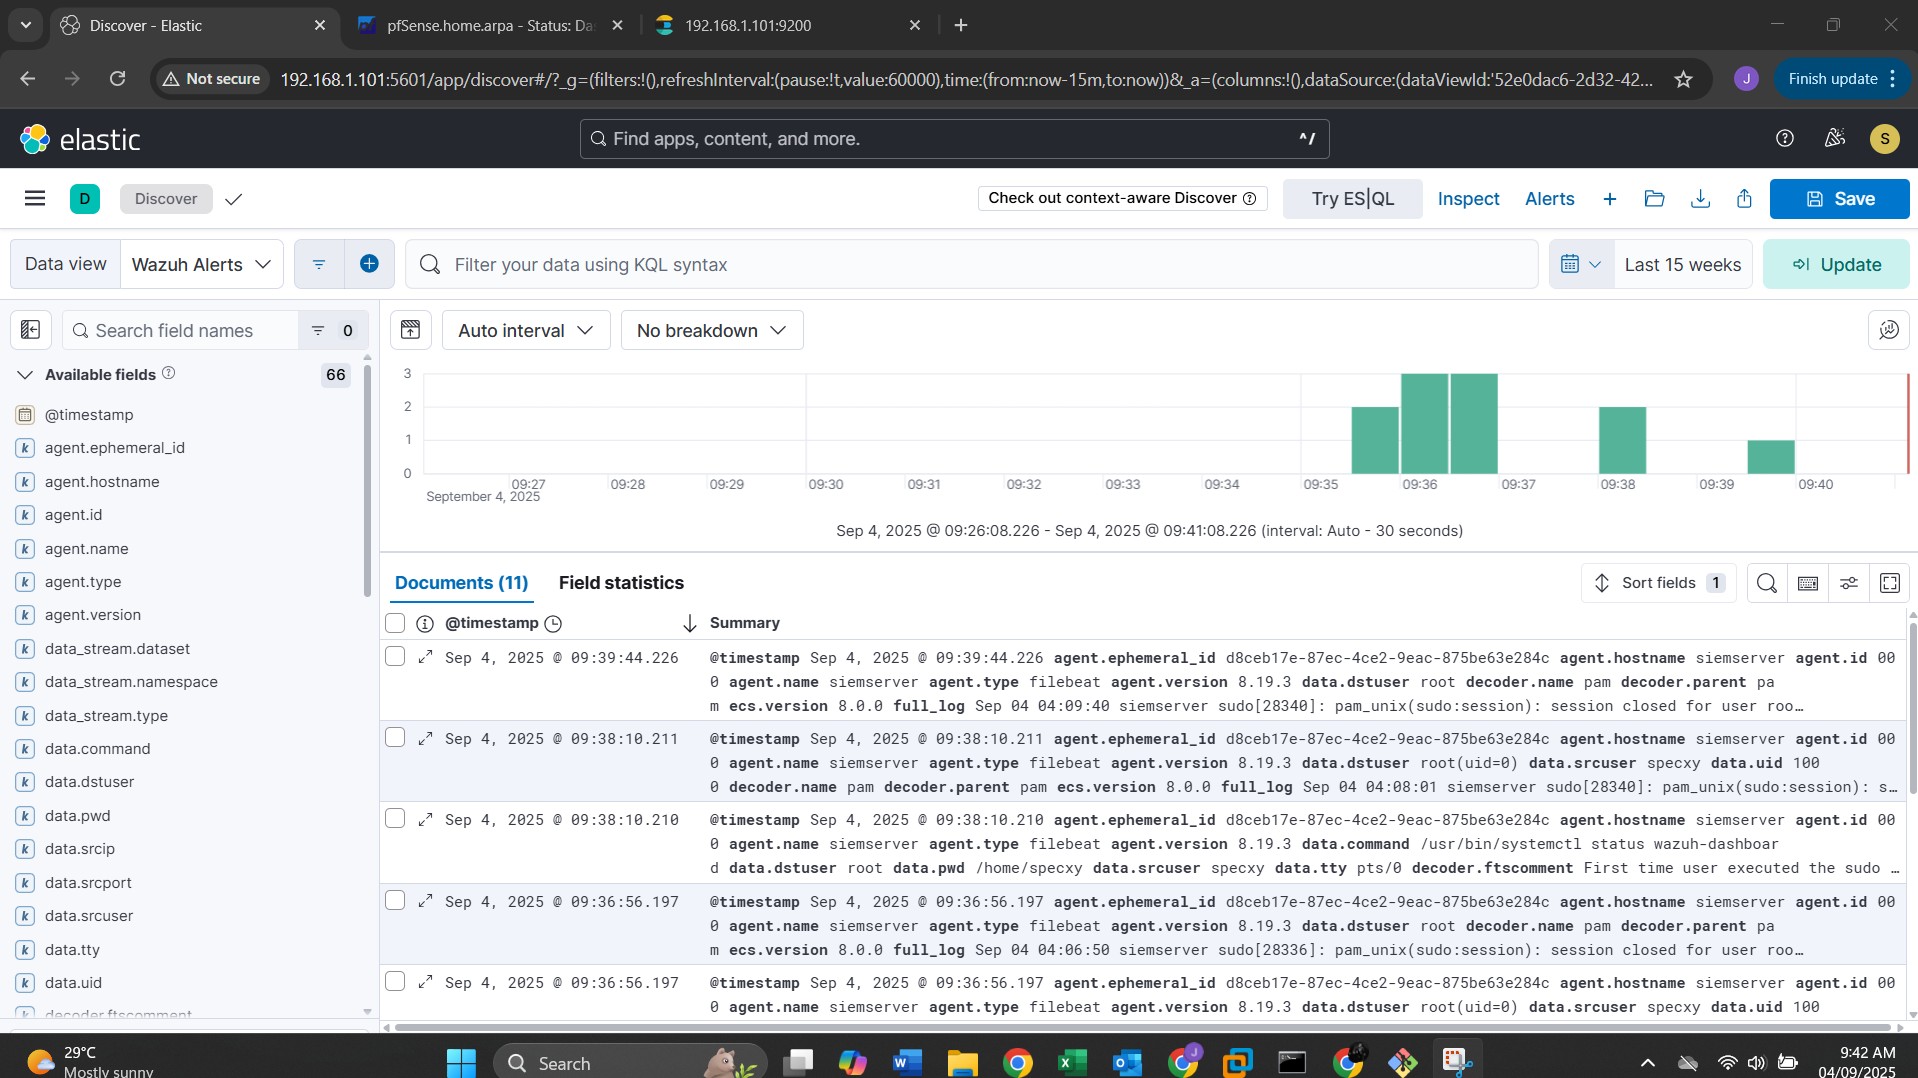 Discover - Elastic
pfSense.home.arpa - Status: Da
192.168.1.101:9200
Not secure
192.168.1.101:5601/app/discover#/?_g=(filters:!(),refreshInterval:(pause:!t,value:60000),time:(from:now-15m,to:now))&_a=(columns:!(),dataSource:(dataViewId:'52e0dac6-2d32-42...
J
Finish update
elastic
Find apps, content, and more.
^/
S
D
Discover
Check out context-aware Discover
Try ES|QL
Inspect
Alerts
Save
Data view
Wazuh Alerts
Filter your data using KQL syntax
Last 15 weeks
Update
Search field names
0
Auto interval
No breakdown
Available fields
66
@timestamp
agent.ephemeral_id
agent.hostname
agent.id
agent.name
agent.type
agent.version
data_stream.dataset
data_stream.namespace
data_stream.type
data.command
data.dstuser
data.pwd
data.srcip
data.srcport
data.srcuser
data.tty
data.uid
decoder.ftscomment
3
2
1
0
09:27
09:28
09:29
09:30
09:31
09:32
09:33
09:34
09:35
09:36
09:37
09:38
09:39
09:40
September 4, 2025
Sep 4, 2025 @ 09:26:08.226 - Sep 4, 2025 @ 09:41:08.226 (interval: Auto - 30 seconds)
Documents (11)
Field statistics
Sort fields 1
@timestamp
Summary
Sep 4, 2025 @ 09:39:44.226
@timestamp Sep 4, 2025 @ 09:39:44.226 agent.ephemeral_id d8ceb17e-87ec-4ce2-9eac-875be63e284c agent.hostname siemserver agent.id 00
0 agent.name siemserver agent.type filebeat agent.version 8.19.3 data.dstuser root decoder.name pam decoder.parent pa
m ecs.version 8.0.0 full_log Sep 04 04:09:40 siemserver sudo[28340]: pam_unix(sudo:session): session closed for user roo…
Sep 4, 2025 @ 09:38:10.211
@timestamp Sep 4, 2025 @ 09:38:10.211 agent.ephemeral_id d8ceb17e-87ec-4ce2-9eac-875be63e284c agent.hostname siemserver agent.id 00
0 agent.name siemserver agent.type filebeat agent.version 8.19.3 data.dstuser root(uid=0) data.srcuser specxy data.uid 100
0 decoder.name pam decoder.parent pam ecs.version 8.0.0 full_log Sep 04 04:08:01 siemserver sudo[28340]: pam_unix(sudo:session): s…
Sep 4, 2025 @ 09:38:10.210
@timestamp Sep 4, 2025 @ 09:38:10.210 agent.ephemeral_id d8ceb17e-87ec-4ce2-9eac-875be63e284c agent.hostname siemserver agent.id 00
0 agent.name siemserver agent.type filebeat agent.version 8.19.3 data.command /usr/bin/systemctl status wazuh-dashboar
d data.dstuser root data.pwd /home/specxy data.srcuser specxy data.tty pts/0 decoder.ftscomment First time user executed the sudo …
Sep 4, 2025 @ 09:36:56.197
@timestamp Sep 4, 2025 @ 09:36:56.197 agent.ephemeral_id d8ceb17e-87ec-4ce2-9eac-875be63e284c agent.hostname siemserver agent.id 00
0 agent.name siemserver agent.type filebeat agent.version 8.19.3 data.dstuser root decoder.name pam decoder.parent pa
m ecs.version 8.0.0 full_log Sep 04 04:06:50 siemserver sudo[28336]: pam_unix(sudo:session): session closed for user roo…
Sep 4, 2025 @ 09:36:56.197
@timestamp Sep 4, 2025 @ 09:36:56.197 agent.ephemeral_id d8ceb17e-87ec-4ce2-9eac-875be63e284c agent.hostname siemserver agent.id 00
0 agent.name siemserver agent.type filebeat agent.version 8.19.3 data.dstuser root(uid=0) data.srcuser specxy data.uid 100
29°C
Mostly sunny
Search
9:42 AM
04/09/2025